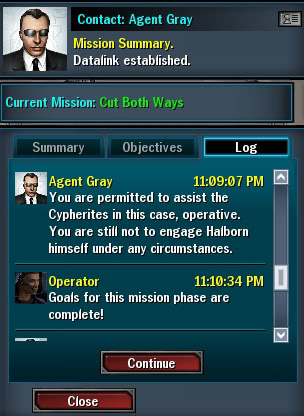 Contact: Agent Gray
Mission Summary.
Datalink established.
Current Mission: Cut Both Ways
Summary
Objectives
Log
Agent Gray 11:09:07 PM
You are permitted to assist the
Cypherites in this case, operative.
You are still not to engage Halborn
himself under any circumstances.
Operator 11:10:34 PM
Goals for this mission phase are
complete!
Continue
Close